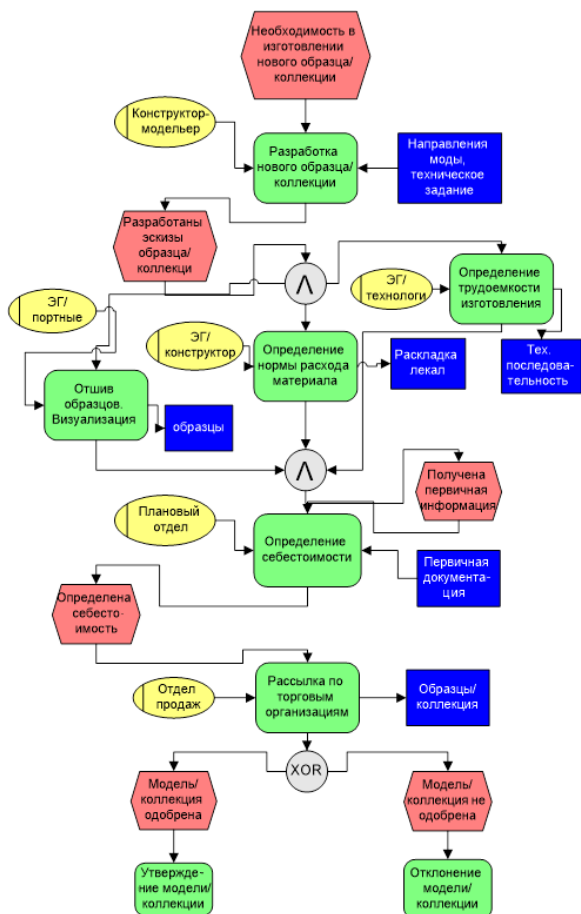 Необходимость в
изготовлении
нового образца/
коллекции
Конструктор-
модельер
Разработка
нового образца/
коллекции
Направления
моды,
техническое
задание
Разработаны
эскизы
образца/
коллекци
Λ
ЭГ/
портные
ЭГ/
технологи
Определение
трудоемкости
изготовления
ЭГ/
конструктор
Определение
нормы расхода
материала
Раскладка
лекал
Тех.
последова-
тельность
Отшив
образцов.
Визуализация
образцы
Λ
Получена
первичная
информация
Плановый
отдел
Определение
себестоимости
Первичная
документа-
ция
Определена
себесто-
имость
Отдел
продаж
Рассылка по
торговым
организациям
Образцы/
коллекция
XOR
Модель/
коллекция
одобрена
Модель/
коллекция не
одобрена
Утвержде-
ние модели/
коллекции
Отклонение
модели/
коллекции